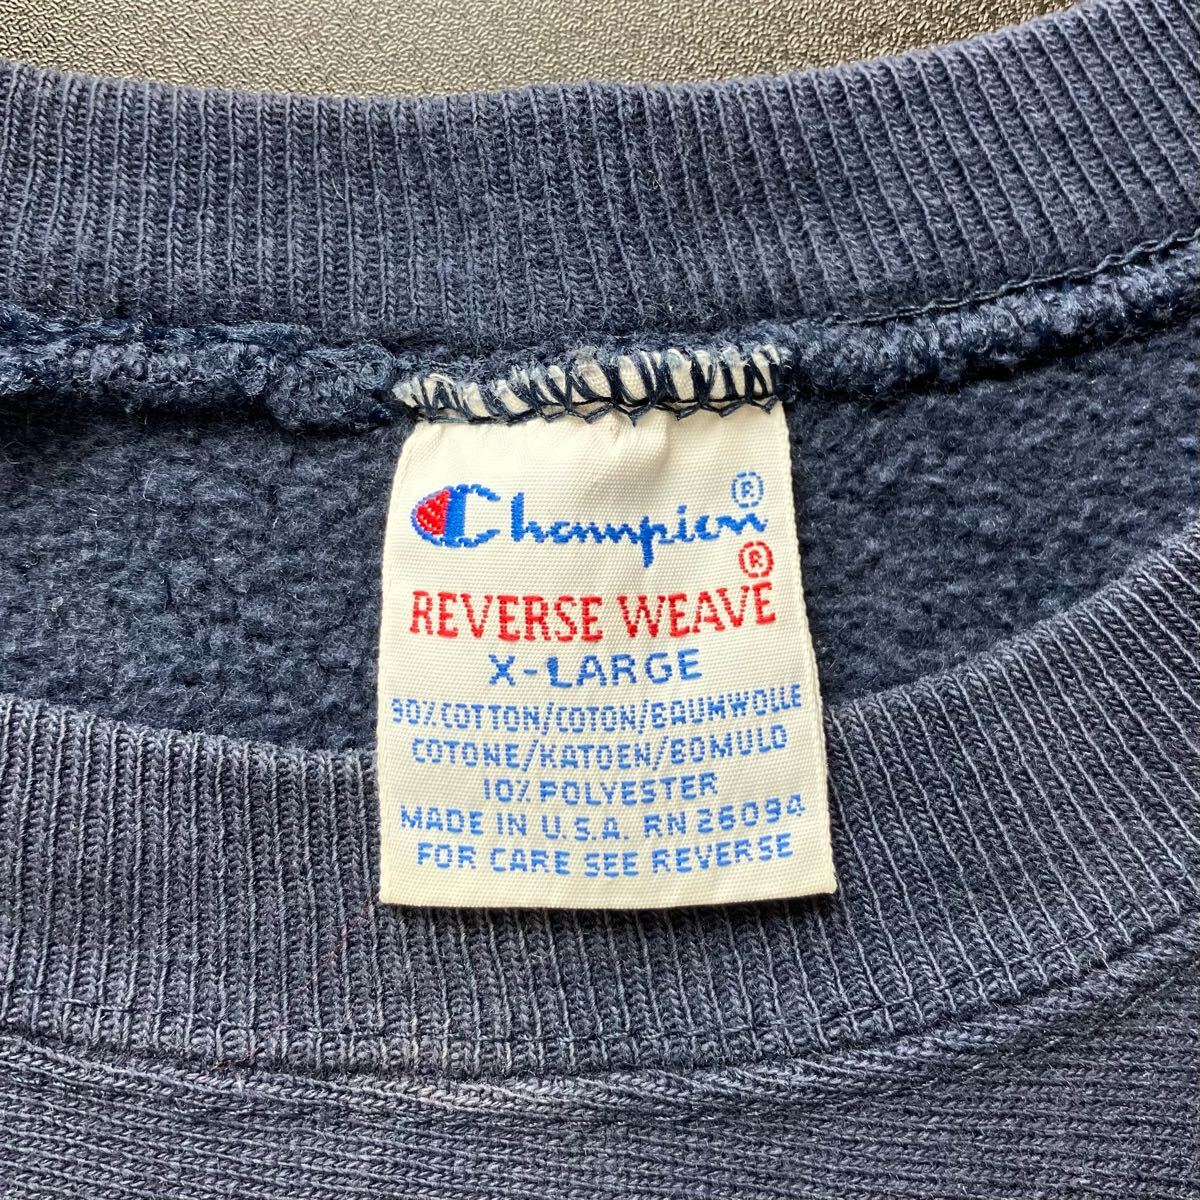 Champion®
REVERSE WEAVE®
X-LARGE
90% COTTON/COTON/BAUMWOLLE
COTONE/KATOEN/BOMULD
10% POLYESTER
MADE IN U.S.A. RN 26094
FOR CARE SEE REVERSE